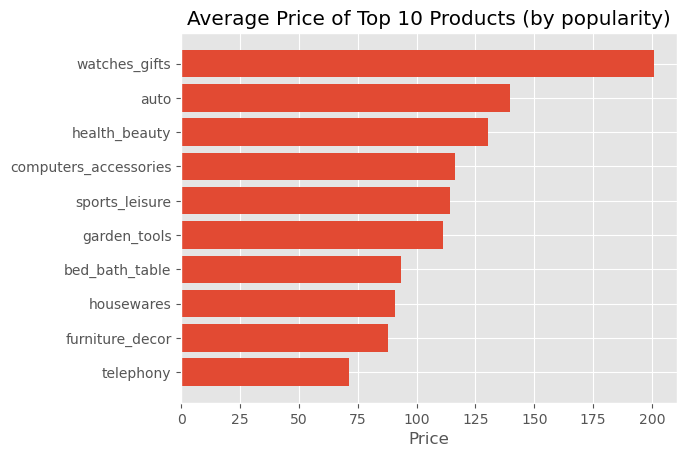 Average Price of Top 10 Products (by popularity)
watches_gifts
auto
health_beauty
computers_accessories
sports_leisure
garden_tools
bed_bath_table
housewares
furniture_decor
telephony
0 25 50 75 100 125 150 175 200
Price